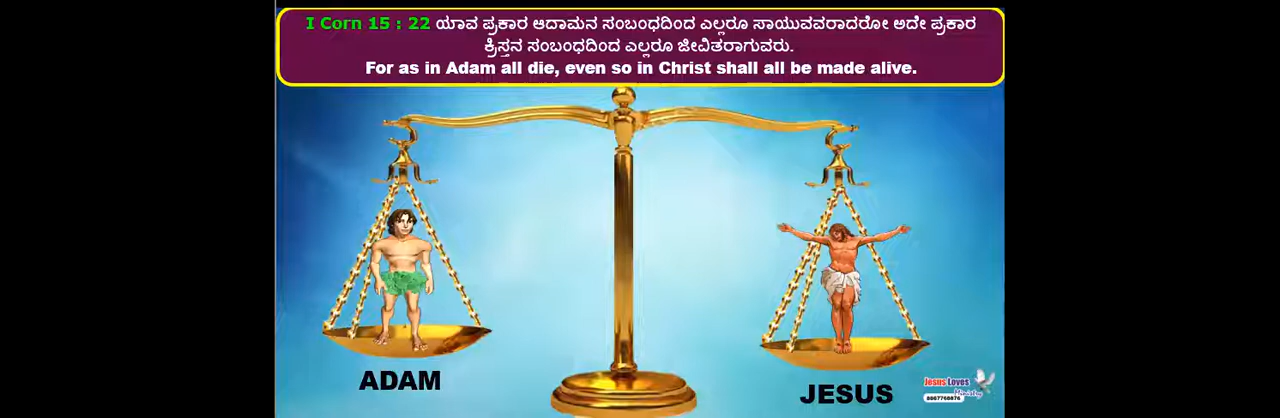 I Corn 15 : 22 ಯಾವ ಪ್ರಕಾರ ಆದಾಮನ ಸಂಬಂಧದಿಂದ ಎಲ್ಲರೂ ಸಾಯುವವರಾದರೋ ಅದೇ ಪ್ರಕಾರ
ಕ್ರಿಸ್ತನ ಸಂಬಂಧದಿಂದ ಎಲ್ಲರೂ ಜೀವಿತರಾಗುವರು.
For as in Adam all die, even so in Christ shall all be made alive.
ADAM
JESUS
Jesus Loves
Ministry